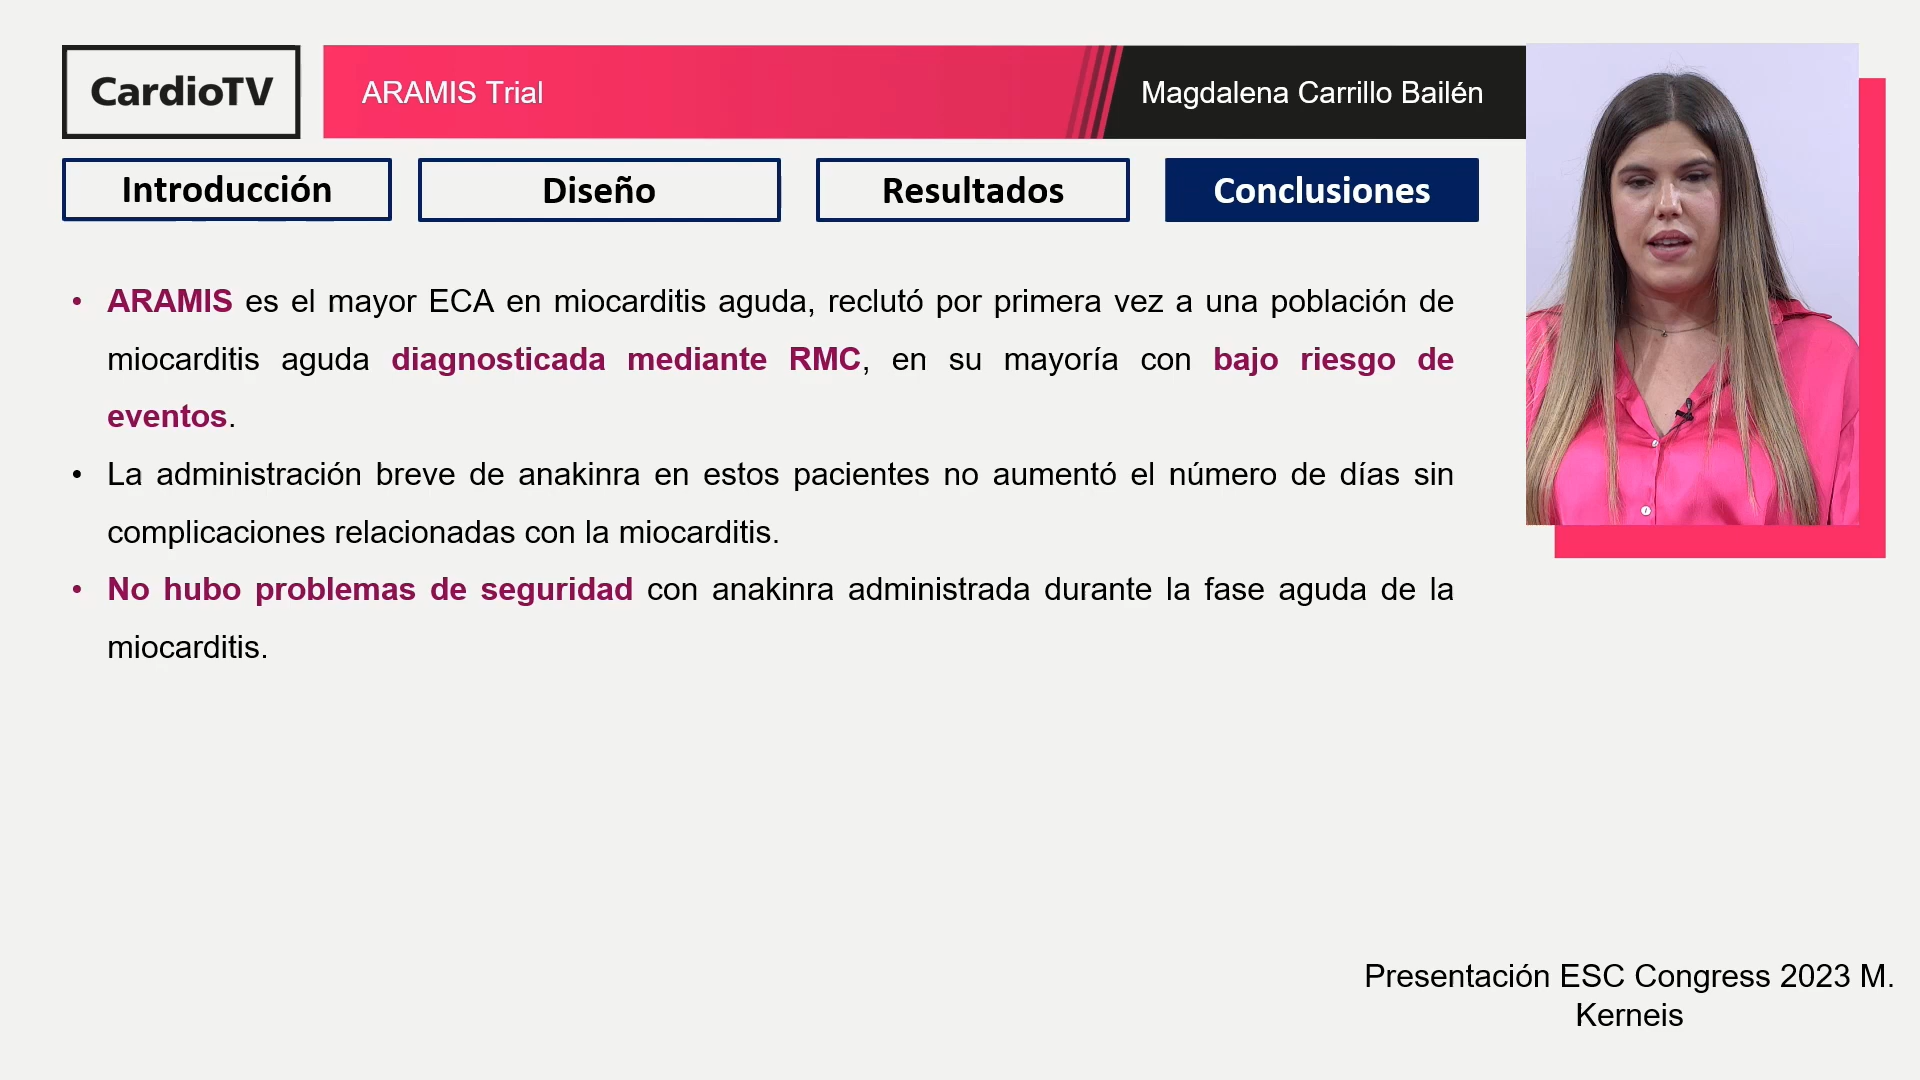 CardioTV
ARAMIS Trial
Magdalena Carrillo Bailén
Introducción
Diseño
Resultados
Conclusiones
• ARAMIS es el mayor ECA en miocarditis aguda, reclutó por primera vez a una población de
miocarditis aguda diagnosticada mediante RMC, en su mayoría con bajo riesgo de
eventos.
• La administración breve de anakinra en estos pacientes no aumentó el número de días sin
complicaciones relacionadas con la miocarditis.
• No hubo problemas de seguridad con anakinra administrada durante la fase aguda de la
miocarditis.
Presentación ESC Congress 2023 M.
Kerneis